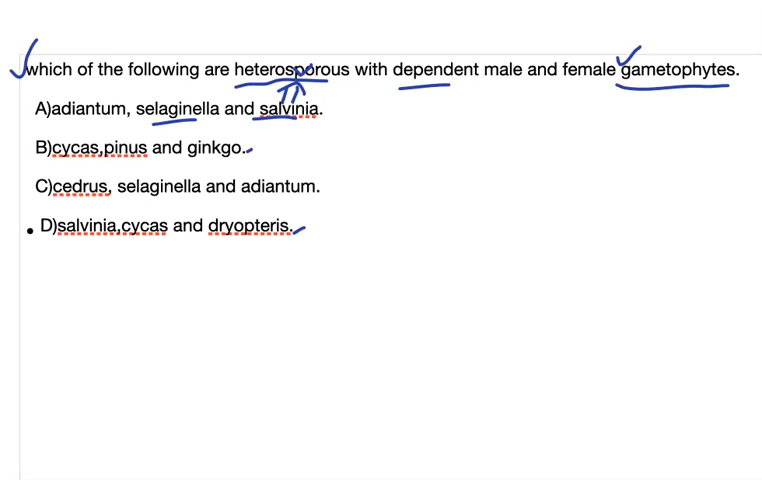 which of the following are heterosporous with dependent male and female gametophytes.
A)adiantum, selaginella and salvinia.
B)cycas,pinus and ginkgo.
C)cedrus, selaginella and adiantum.
• D)salvinia,cycas and dryopteris.